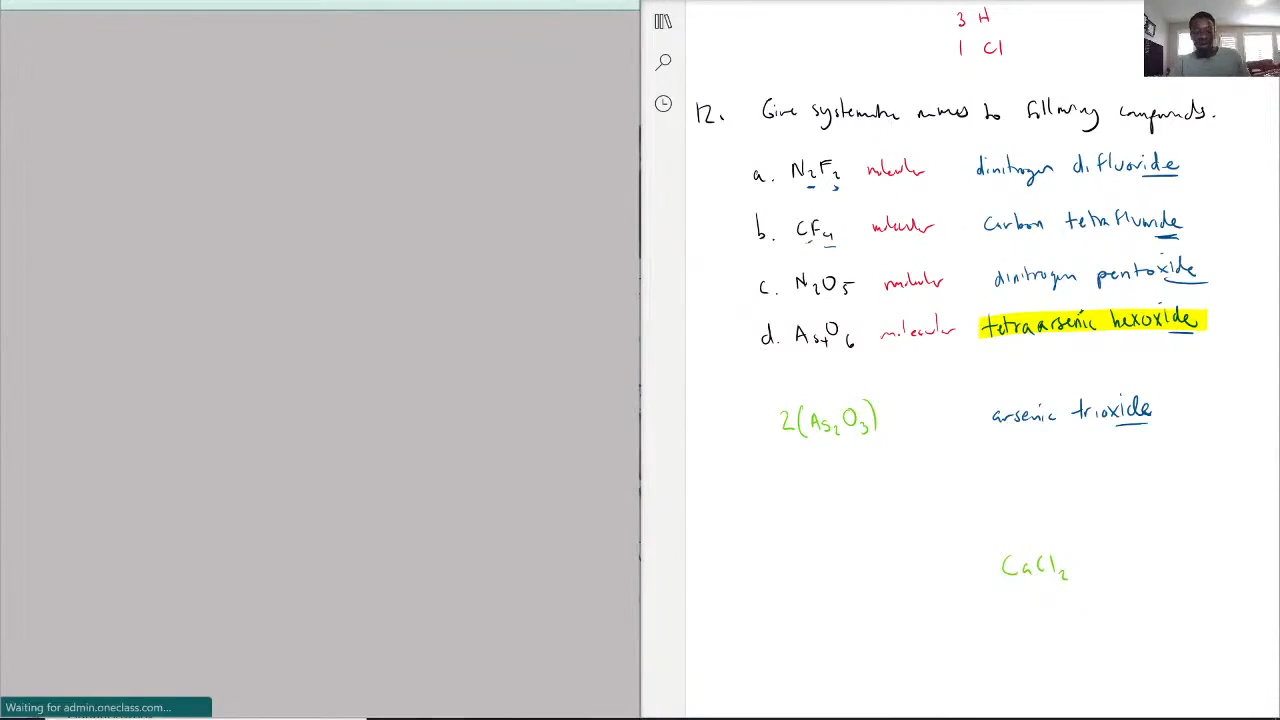 3 H
1 Cl
12. Give systematic names to following compounds.
a. N2F2 molecular dinitrogen difluoride
b. CF4 molecular carbon tetrafluride
c. N2O5 molecular dinitrogen pentoxide
d. As4O6 molecular tetraarsenic hexoxide
2(As2O3) arsenic trioxide
CaCl2
Waiting for admin.oneclass.com...